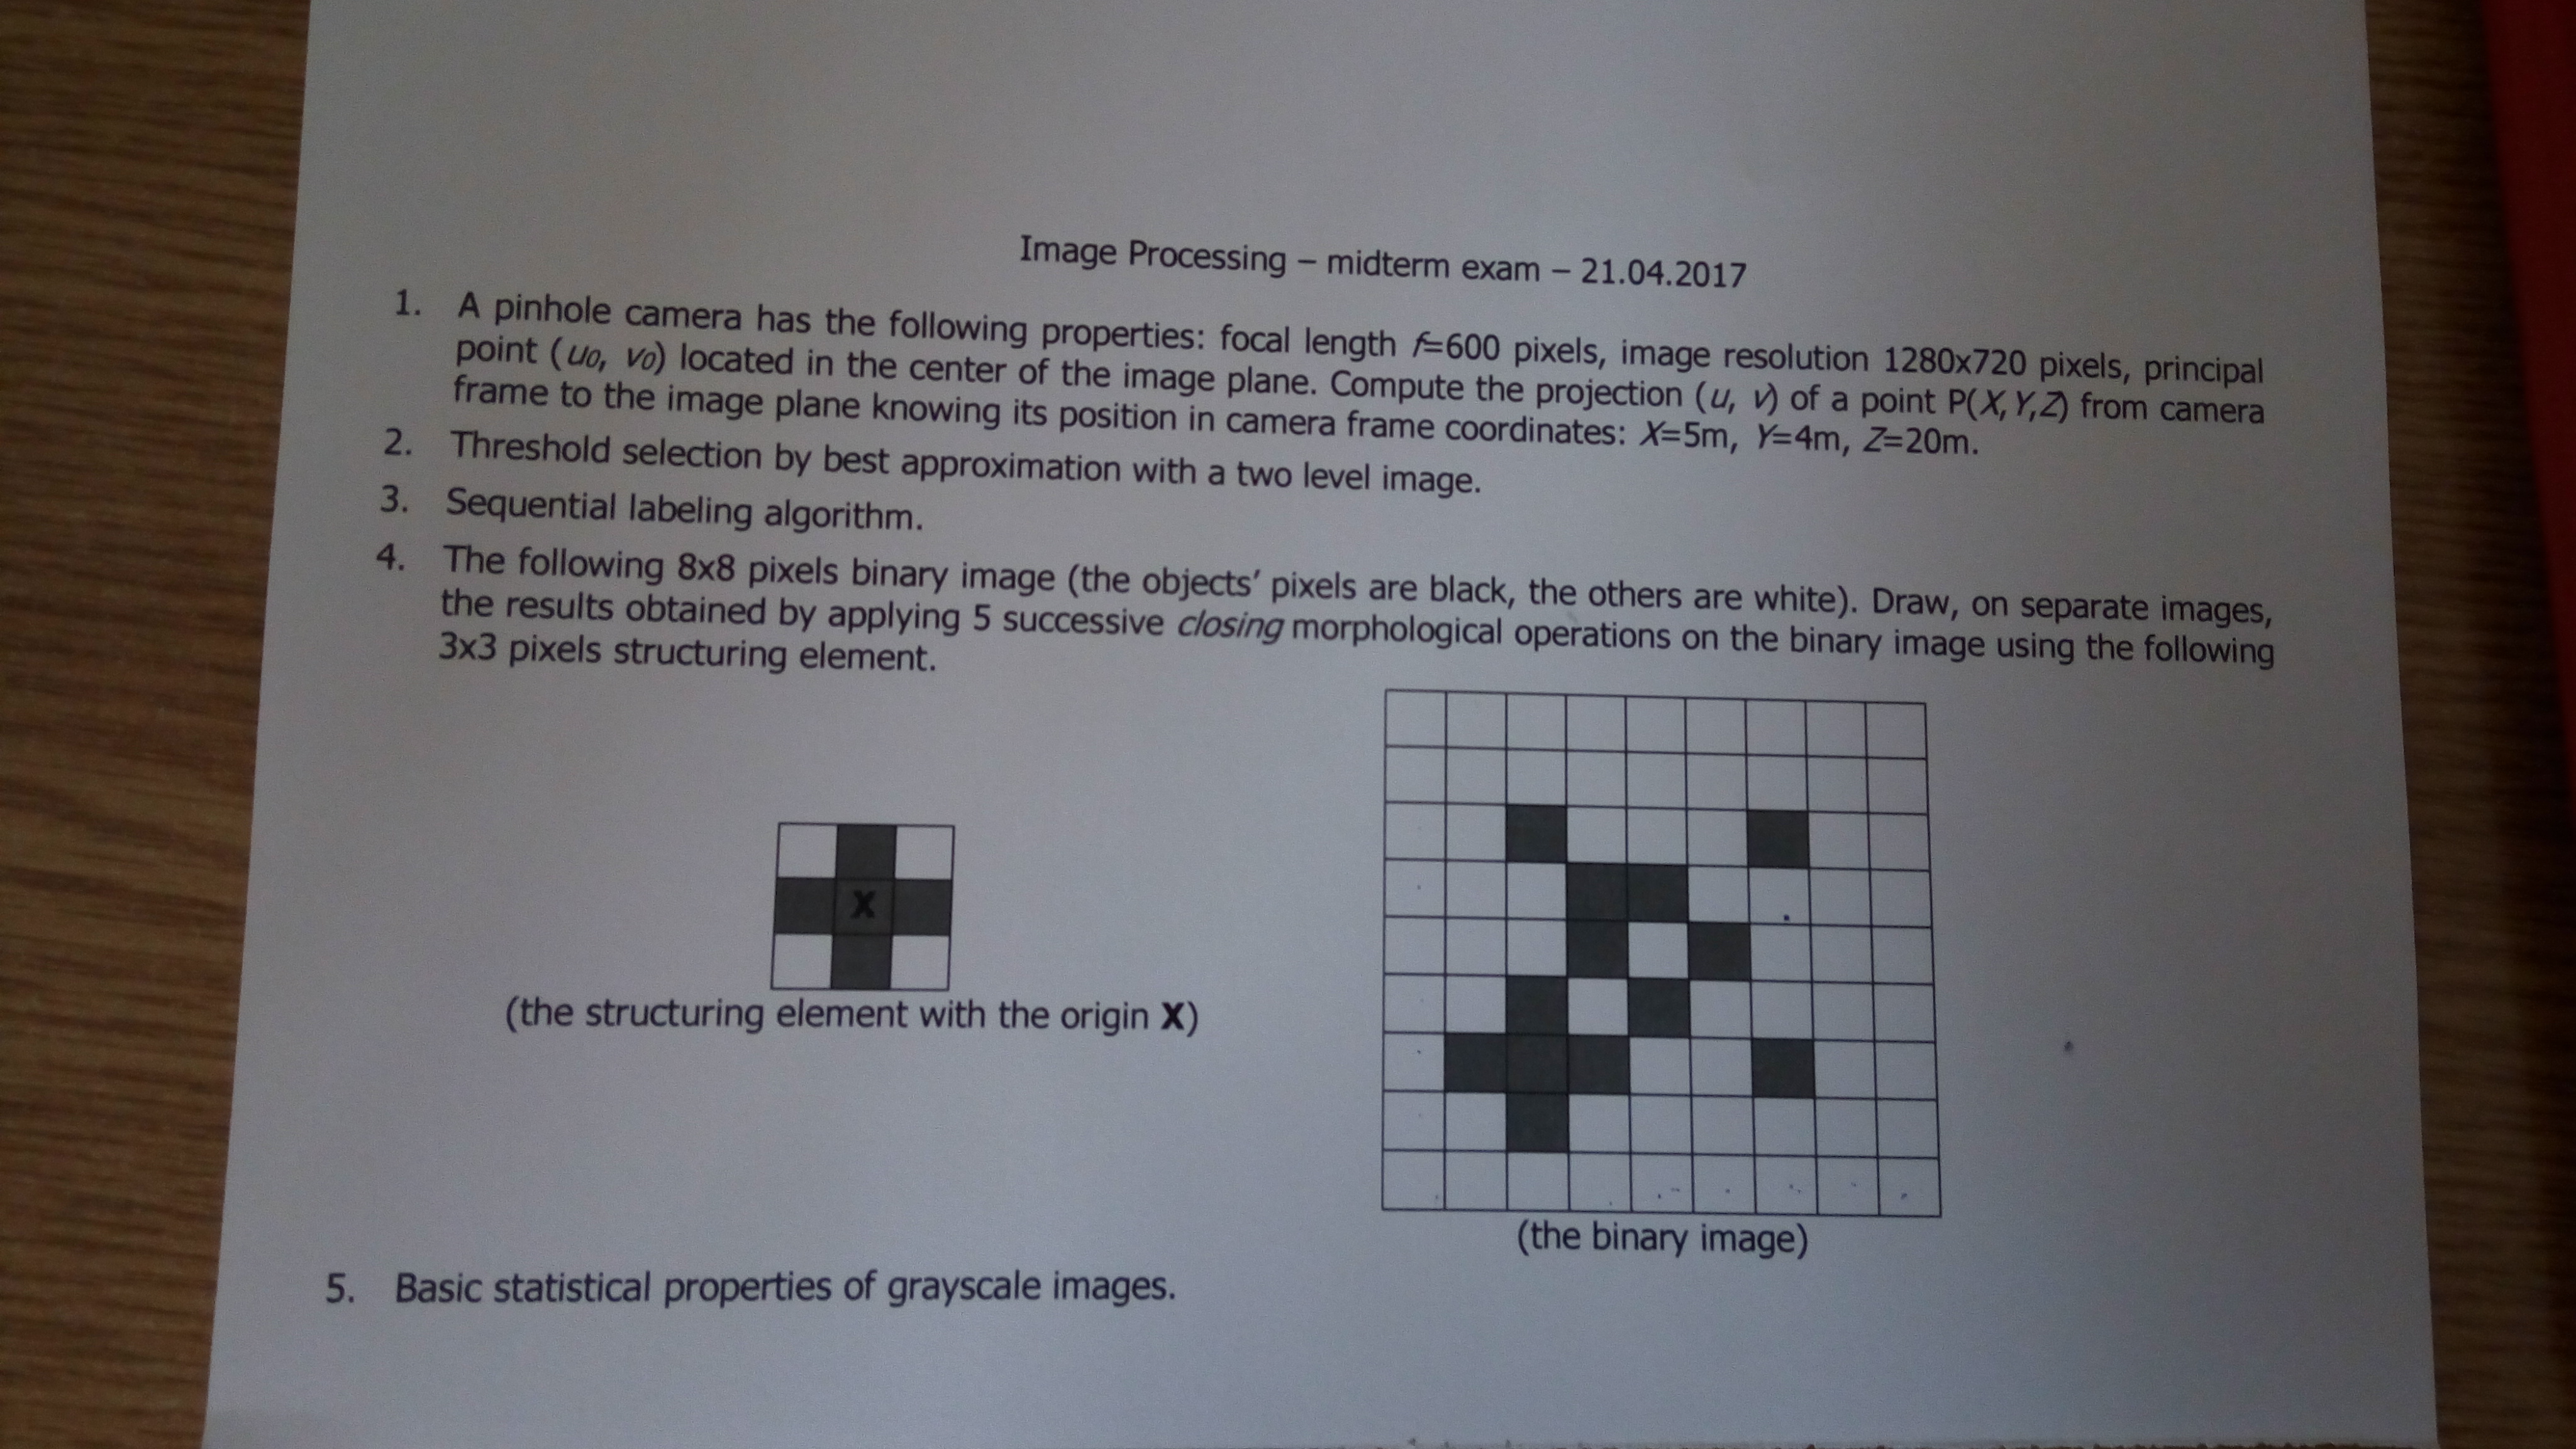 Image Processing – midterm exam – 21.04.2017
1. A pinhole camera has the following properties: focal length f=600 pixels, image resolution 1280x720 pixels, principal
point (u0, v0) located in the center of the image plane. Compute the projection (u, v) of a point P(X,Y,Z) from camera
frame to the image plane knowing its position in camera frame coordinates: X=5m, Y=4m, Z=20m.
2. Threshold selection by best approximation with a two level image.
3. Sequential labeling algorithm.
4. The following 8x8 pixels binary image (the objects' pixels are black, the others are white). Draw, on separate images,
the results obtained by applying 5 successive closing morphological operations on the binary image using the following
3x3 pixels structuring element.
X
(the structuring element with the origin X)
(the binary image)
5. Basic statistical properties of grayscale images.